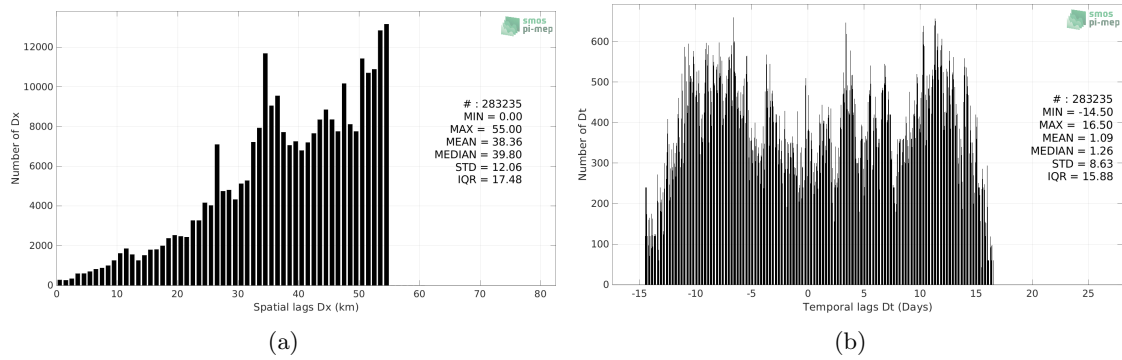 smos
pi-mep
12000
10000
8000
6000
4000
2000
0
Number of Dx
# : 283235
MIN = 0.00
MAX = 55.00
MEAN = 38.36
MEDIAN = 39.80
STD = 12.06
IQR = 17.48
0 10 20 30 40 50 60 70 80
Spatial lags Dx (km)
(a)
smos
pi-mep
600
500
400
300
200
100
0
Number of Dt
# : 283235
MIN = -14.50
MAX = 16.50
MEAN = 1.09
MEDIAN = 1.26
STD = 8.63
IQR = 15.88
-15 -10 -5 0 5 10 15 20 25
Temporal lags Dt (Days)
(b)